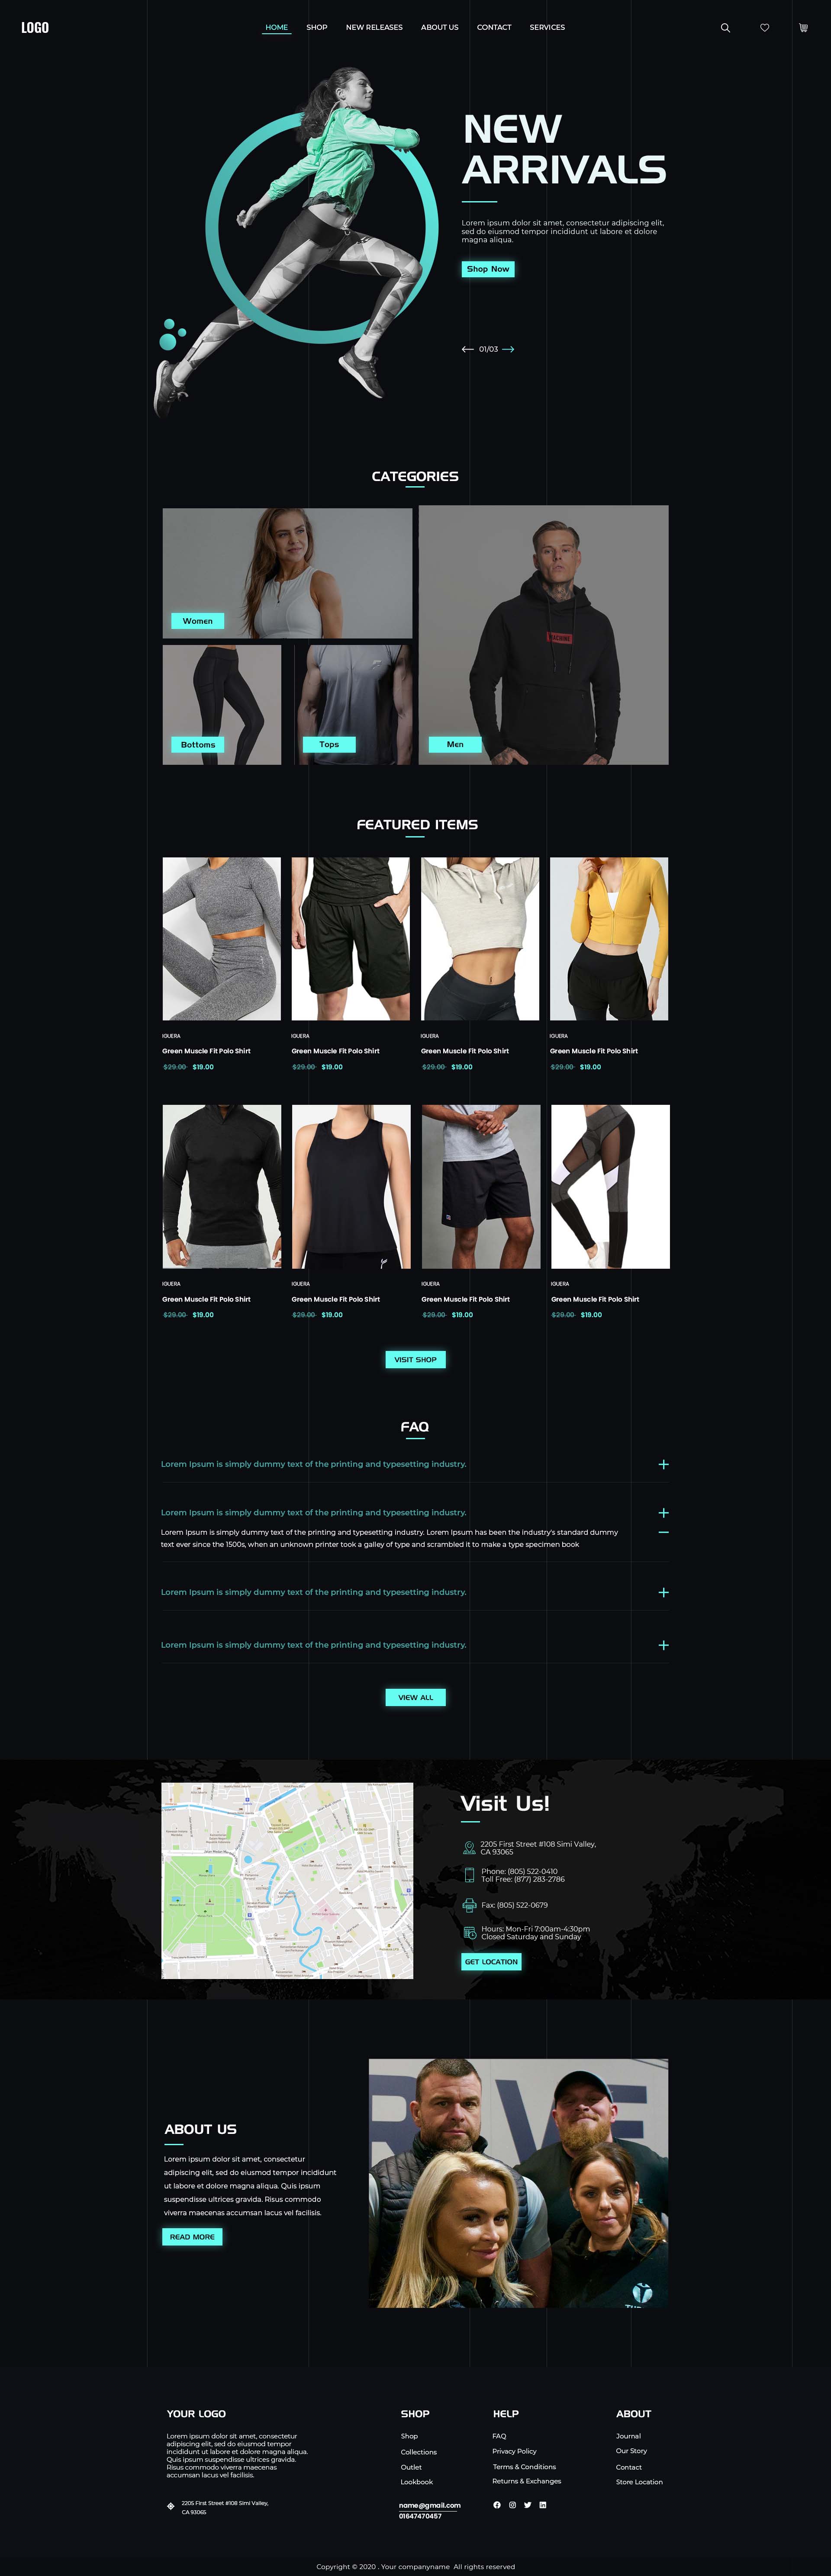 LOGO
HOME SHOP NEW RELEASES ABOUT US CONTACT SERVICES
NEW
ARRIVALS
Lorem ipsum dolor sit amet, consectetur adipiscing elit,
sed do eiusmod tempor incididunt ut labore et dolore
magna aliqua.
Shop Now
01/03
CATEGORIES
Women
MACHINE
Bottoms
Tops
Men
FEATURED ITEMS
IGUERA IGUERA IGUERA IGUERA
Green Muscle Fit Polo Shirt Green Muscle Fit Polo Shirt Green Muscle Fit Polo Shirt Green Muscle Fit Polo Shirt
$29.00 $19.00 $29.00 $19.00 $29.00 $19.00 $29.00 $19.00
IGUERA IGUERA IGUERA IGUERA
Green Muscle Fit Polo Shirt Green Muscle Fit Polo Shirt Green Muscle Fit Polo Shirt Green Muscle Fit Polo Shirt
$29.00 $19.00 $29.00 $19.00 $29.00 $19.00 $29.00 $19.00
VISIT SHOP
FAQ
Lorem Ipsum is simply dummy text of the printing and typesetting industry.
Lorem Ipsum is simply dummy text of the printing and typesetting industry.
Lorem Ipsum is simply dummy text of the printing and typesetting industry. Lorem Ipsum has been the industry's standard dummy
text ever since the 1500s, when an unknown printer took a galley of type and scrambled it to make a type specimen book
Lorem Ipsum is simply dummy text of the printing and typesetting industry.
Lorem Ipsum is simply dummy text of the printing and typesetting industry.
VIEW ALL
Visit Us!
2205 First Street #108 Simi Valley,
CA 93065
Phone: (805) 522-0410
Toll Free: (877) 283-2786
Fax: (805) 522-0679
Hours: Mon-Fri 7:00am-4:30pm
Closed Saturday and Sunday
GET LOCATION
ABOUT US
Lorem ipsum dolor sit amet, consectetur
adipiscing elit, sed do eiusmod tempor incididunt
ut labore et dolore magna aliqua. Quis ipsum
suspendisse ultrices gravida. Risus commodo
viverra maecenas accumsan lacus vel facilisis.
READ MORE
YOUR LOGO
Lorem ipsum dolor sit amet, consectetur
adipiscing elit, sed do eiusmod tempor
incididunt ut labore et dolore magna aliqua.
Quis ipsum suspendisse ultrices gravida.
Risus commodo viverra maecenas
accumsan lacus vel facilisis.
2205 First Street #108 Simi Valley,
CA 93065
SHOP
Shop
Collections
Outlet
Lookbook
name@gmail.com
01647470457
HELP
FAQ
Privacy Policy
Terms & Conditions
Returns & Exchanges
ABOUT
Journal
Our Story
Contact
Store Location
Copyright © 2020 . Your companyname All rights reserved